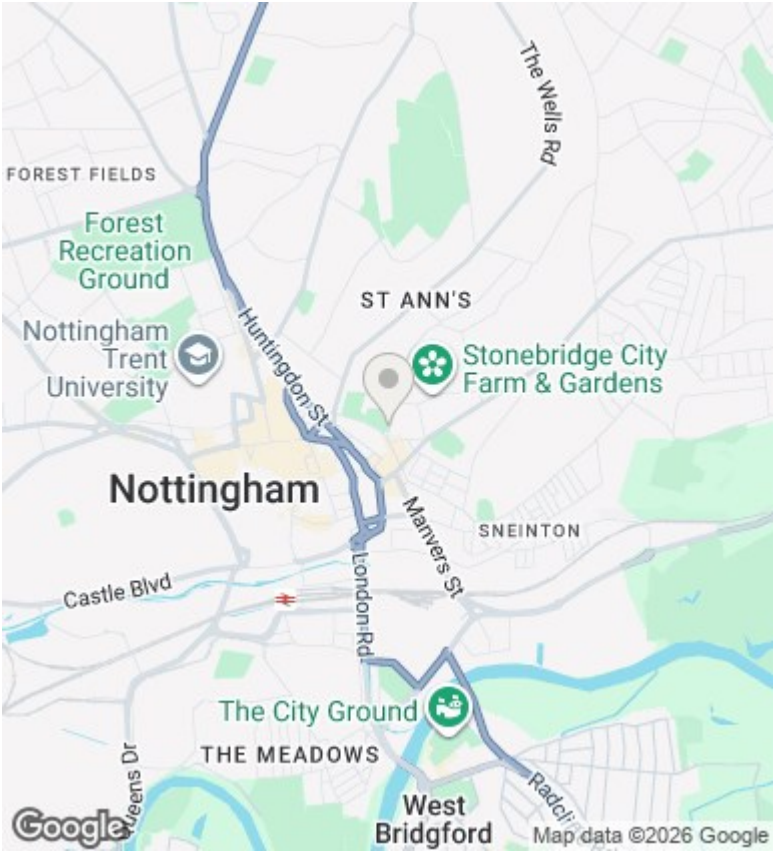 The Wells Rd
FOREST FIELDS
Forest
Recreation
Ground
ST ANN'S
Huntingdon St
Nottingham
Trent
University
Stonebridge City
Farm & Gardens
Nottingham
Manvers St
SNEINTON
Castle Blvd
London Rd
The City Ground
THE MEADOWS
Queens Dr
West
Bridgford
Google
Map data ©2026 Google